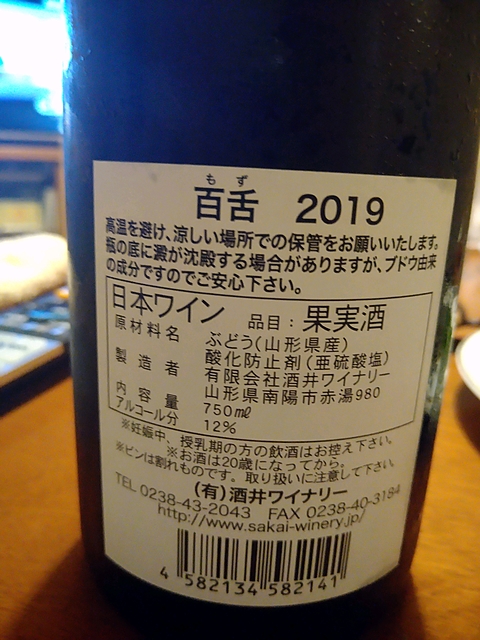 もず
百舌 2019
高温を避け、涼しい場所での保管をお願いいたします。
瓶の底に澱が沈殿する場合がありますが、ブドウ由来
の成分ですのでご安心下さい。
日本ワイン 品目：果実酒
原材料名 ぶどう(山形県産)
酸化防止剤(亜硫酸塩)
製造者 有限会社酒井ワイナリー
山形県南陽市赤湯980
内容量 750㎖
アルコール分 12%
※妊娠中、授乳期の方の飲酒はお控え下さい。
※お酒は20歳になってから。
※ビンは割れものです。取り扱いに注意して下さい。
(有)酒井ワイナリー
TEL 0238-43-2043 FAX 0238-40-3184
http://www.sakai-winery.jp/
4 582134 582141